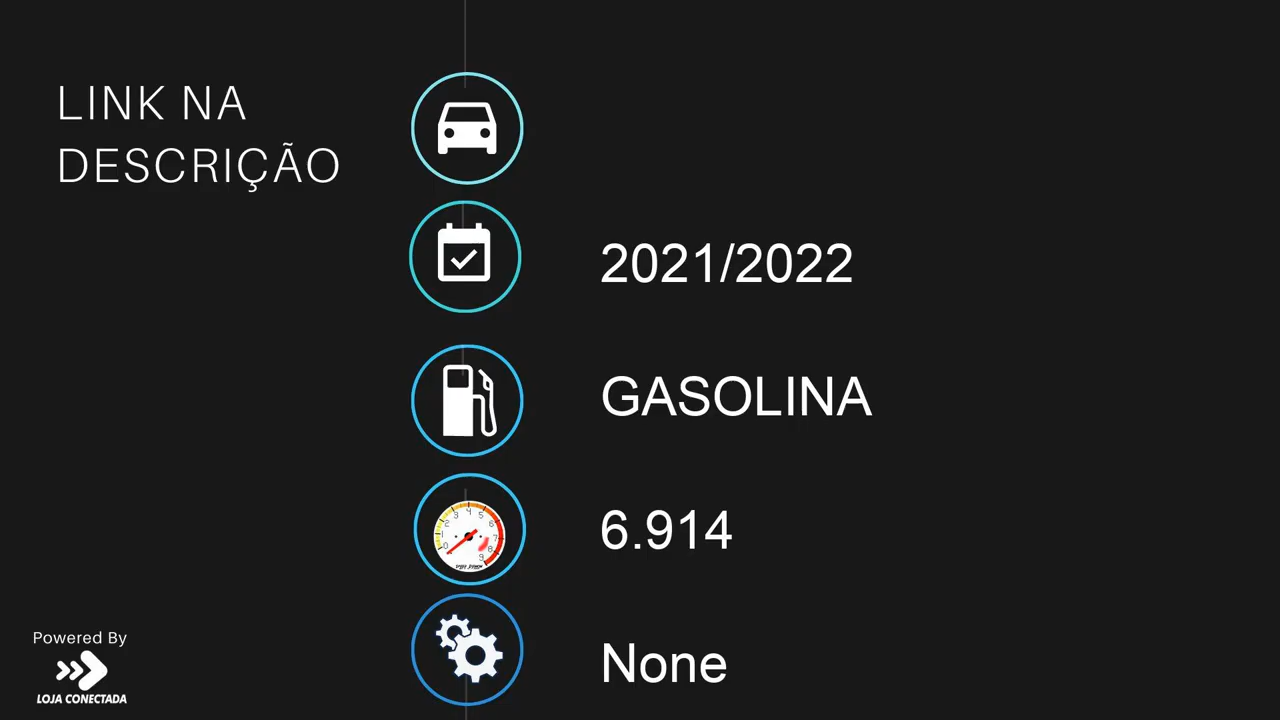 LINK NA
DESCRIÇÃO
2021/2022
GASOLINA
6.914
None
Powered By
LOJA CONECTADA